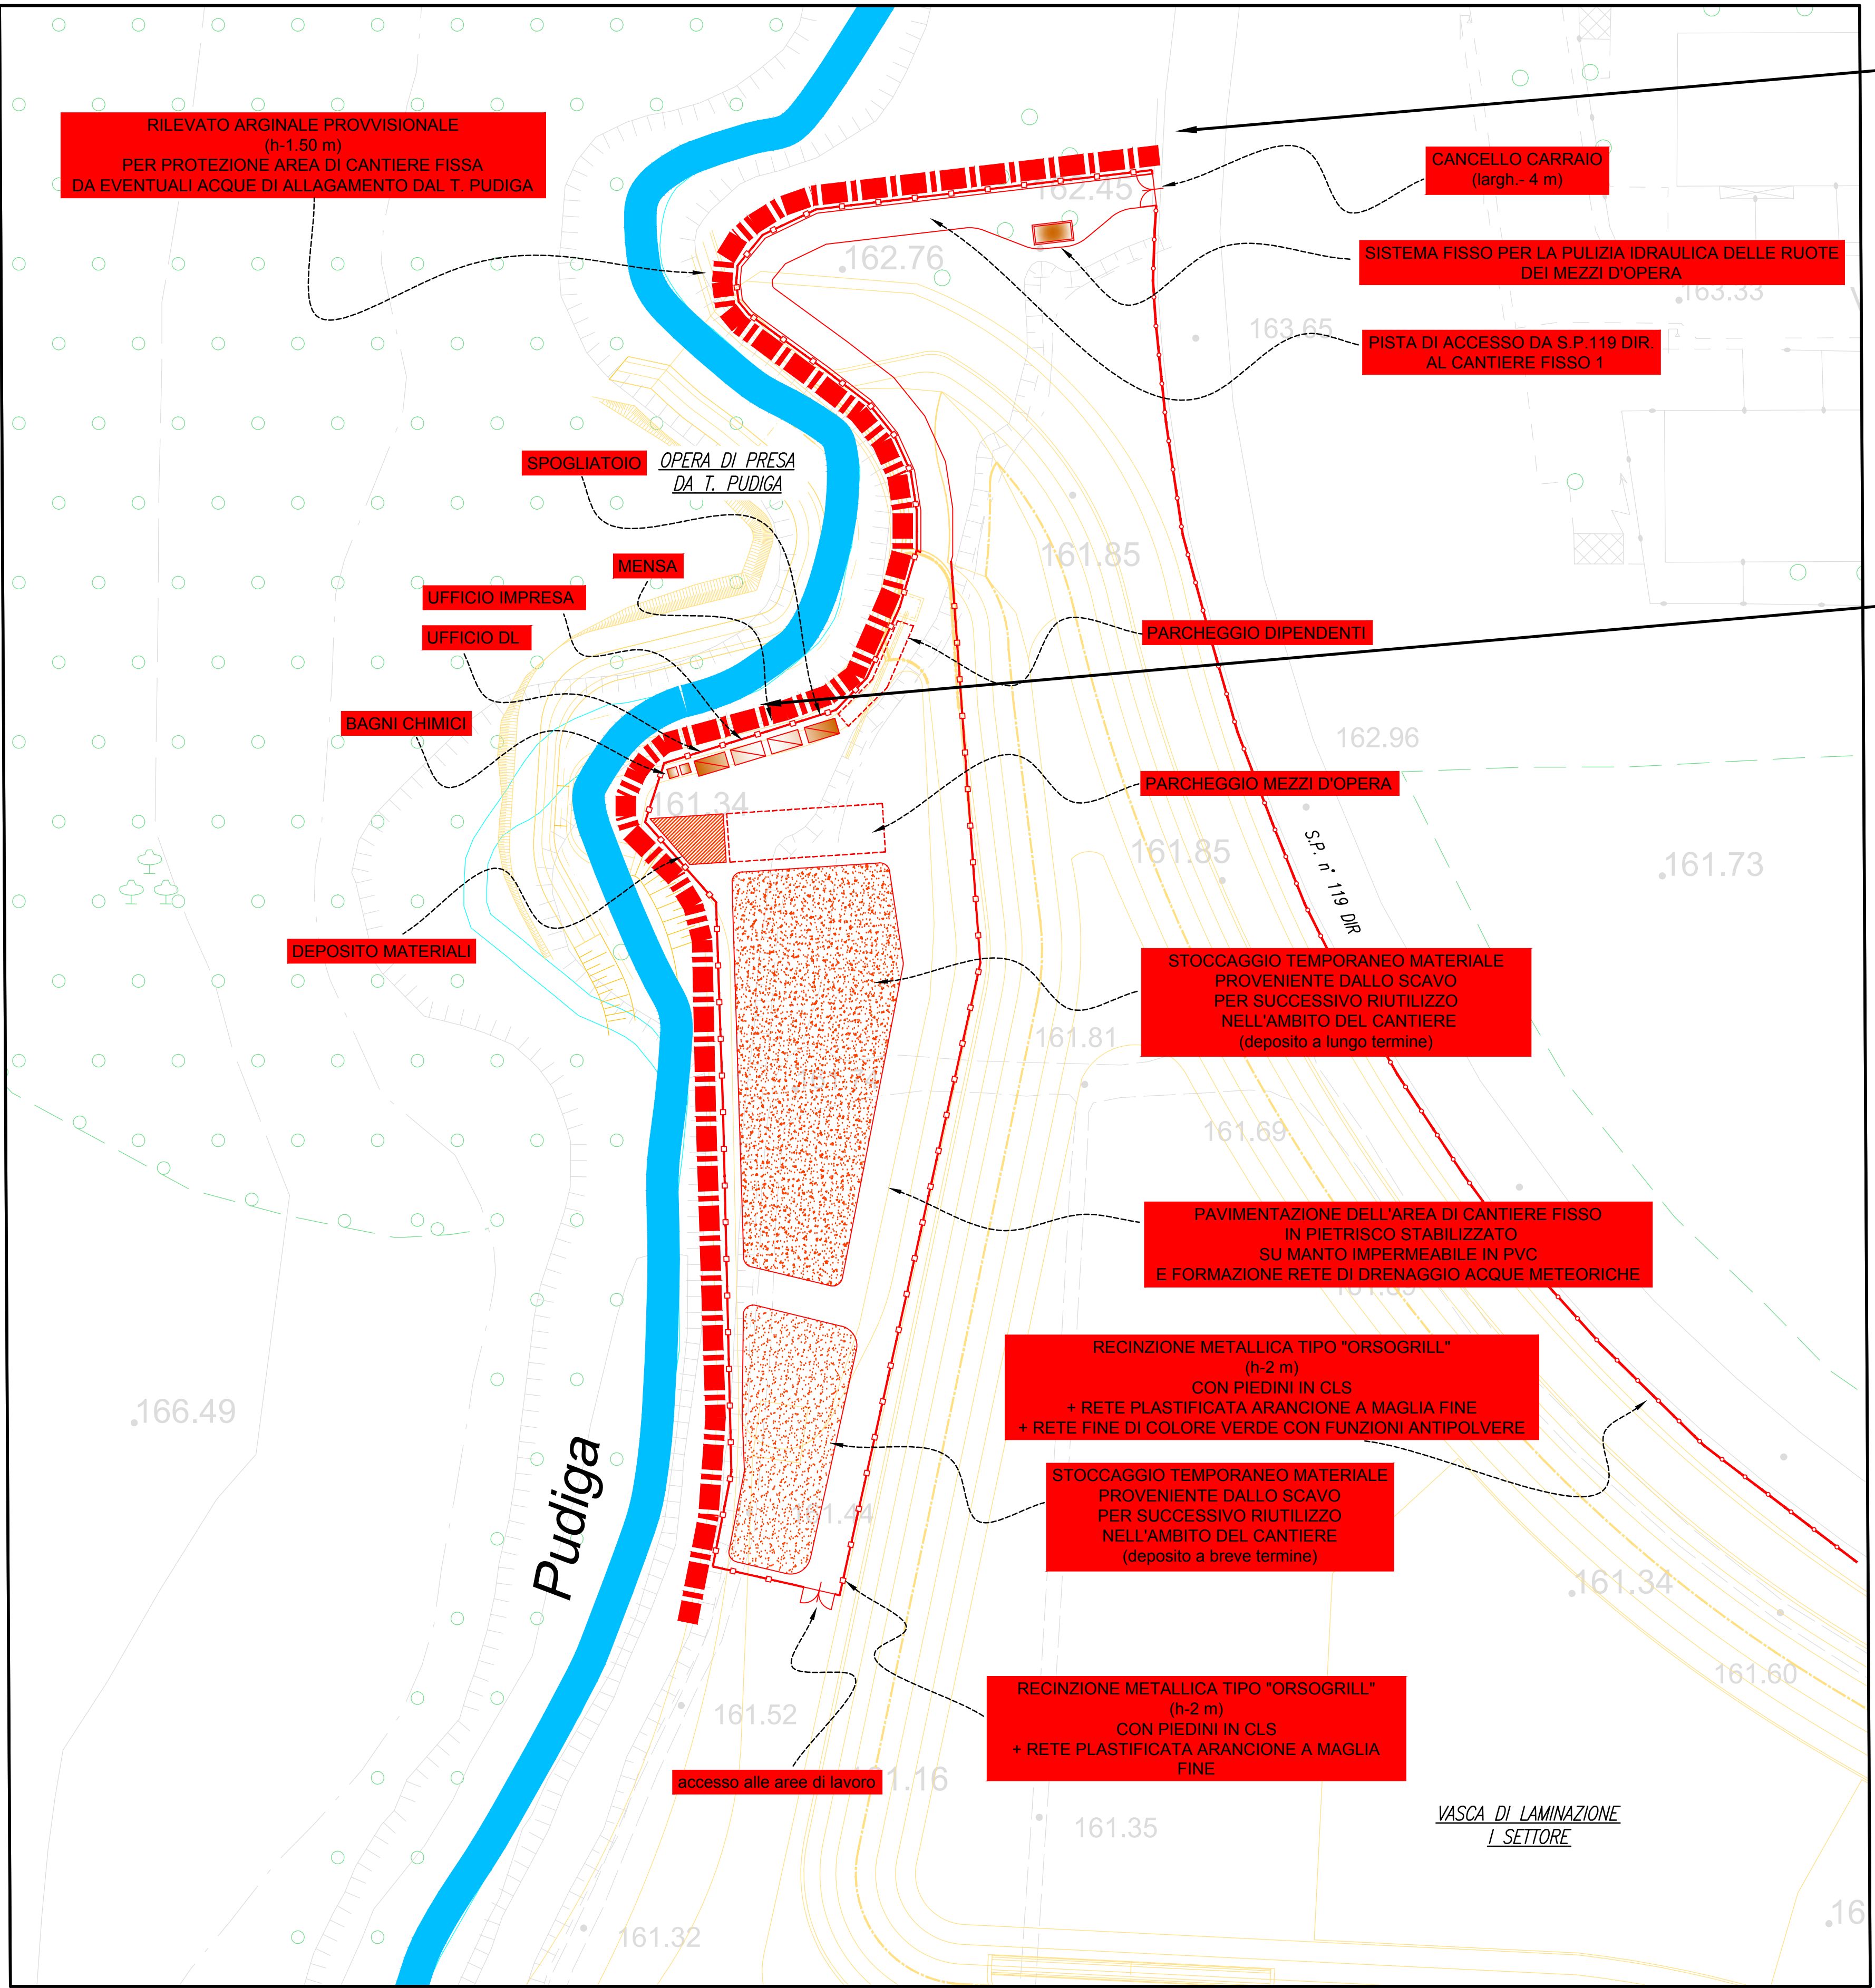 RILEVATO ARGINALE PROVVISIONALE
(h-1.50 m)
PER PROTEZIONE AREA DI CANTIERE FISSA
DA EVENTUALI ACQUE DI ALLAGAMENTO DAL T. PUDIGA
CANCELLO CARRAIO
(largh.- 4 m)
162.45
SISTEMA FISSO PER LA PULIZIA IDRAULICA DELLE RUOTE
DEI MEZZI D'OPERA
162.76
163.33
163.65
PISTA DI ACCESSO DA S.P.119 DIR.
AL CANTIERE FISSO 1
SPOGLIATOIO
OPERA DI PRESA
DA T. PUDIGA
161.85
MENSA
UFFICIO IMPRESA
UFFICIO DL
PARCHEGGIO DIPENDENTI
BAGNI CHIMICI
162.96
PARCHEGGIO MEZZI D'OPERA
161.34
161.85
S.P. n° 119 DIR
161.73
DEPOSITO MATERIALI
STOCCAGGIO TEMPORANEO MATERIALE
PROVENIENTE DALLO SCAVO
PER SUCCESSIVO RIUTILIZZO
NELL'AMBITO DEL CANTIERE
(deposito a lungo termine)
161.81
161.69
PAVIMENTAZIONE DELL'AREA DI CANTIERE FISSO
IN PIETRISCO STABILIZZATO
SU MANTO IMPERMEABILE IN PVC
E FORMAZIONE RETE DI DRENAGGIO ACQUE METEORICHE
RECINZIONE METALLICA TIPO "ORSOGRILL"
(h-2 m)
CON PIEDINI IN CLS
+ RETE PLASTIFICATA ARANCIONE A MAGLIA FINE
+ RETE FINE DI COLORE VERDE CON FUNZIONI ANTIPOLVERE
166.49
Pudiga
STOCCAGGIO TEMPORANEO MATERIALE
PROVENIENTE DALLO SCAVO
PER SUCCESSIVO RIUTILIZZO
NELL'AMBITO DEL CANTIERE
(deposito a breve termine)
161.44
161.34
161.60
RECINZIONE METALLICA TIPO "ORSOGRILL"
(h-2 m)
CON PIEDINI IN CLS
+ RETE PLASTIFICATA ARANCIONE A MAGLIA
FINE
161.52
accesso alle aree di lavoro
161.35
VASCA DI LAMINAZIONE
I SETTORE
161.32